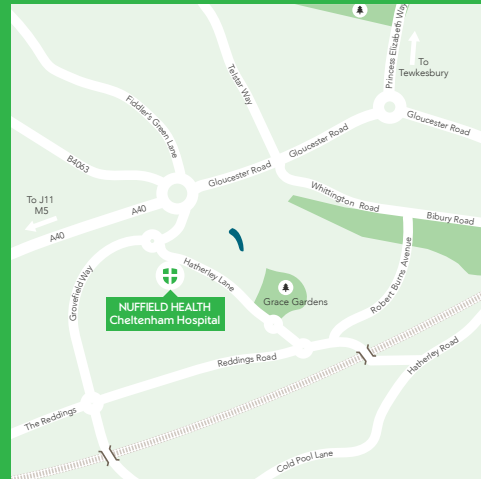 Princess Elizabeth Way
To
Tewkesbury
Telstar Way
Fiddler's Green Lane
Gloucester Road
Gloucester Road
Gloucester Road
B4063
Whittington Road
Bibury Road
To J11
M5
A40
A40
Hatherley Lane
Robert Burns Avenue
Grovefield Way
Grace Gardens
NUFFIELD HEALTH
Cheltenham Hospital
Reddings Road
Hatherley Road
The Reddings
Cold Pool Lane